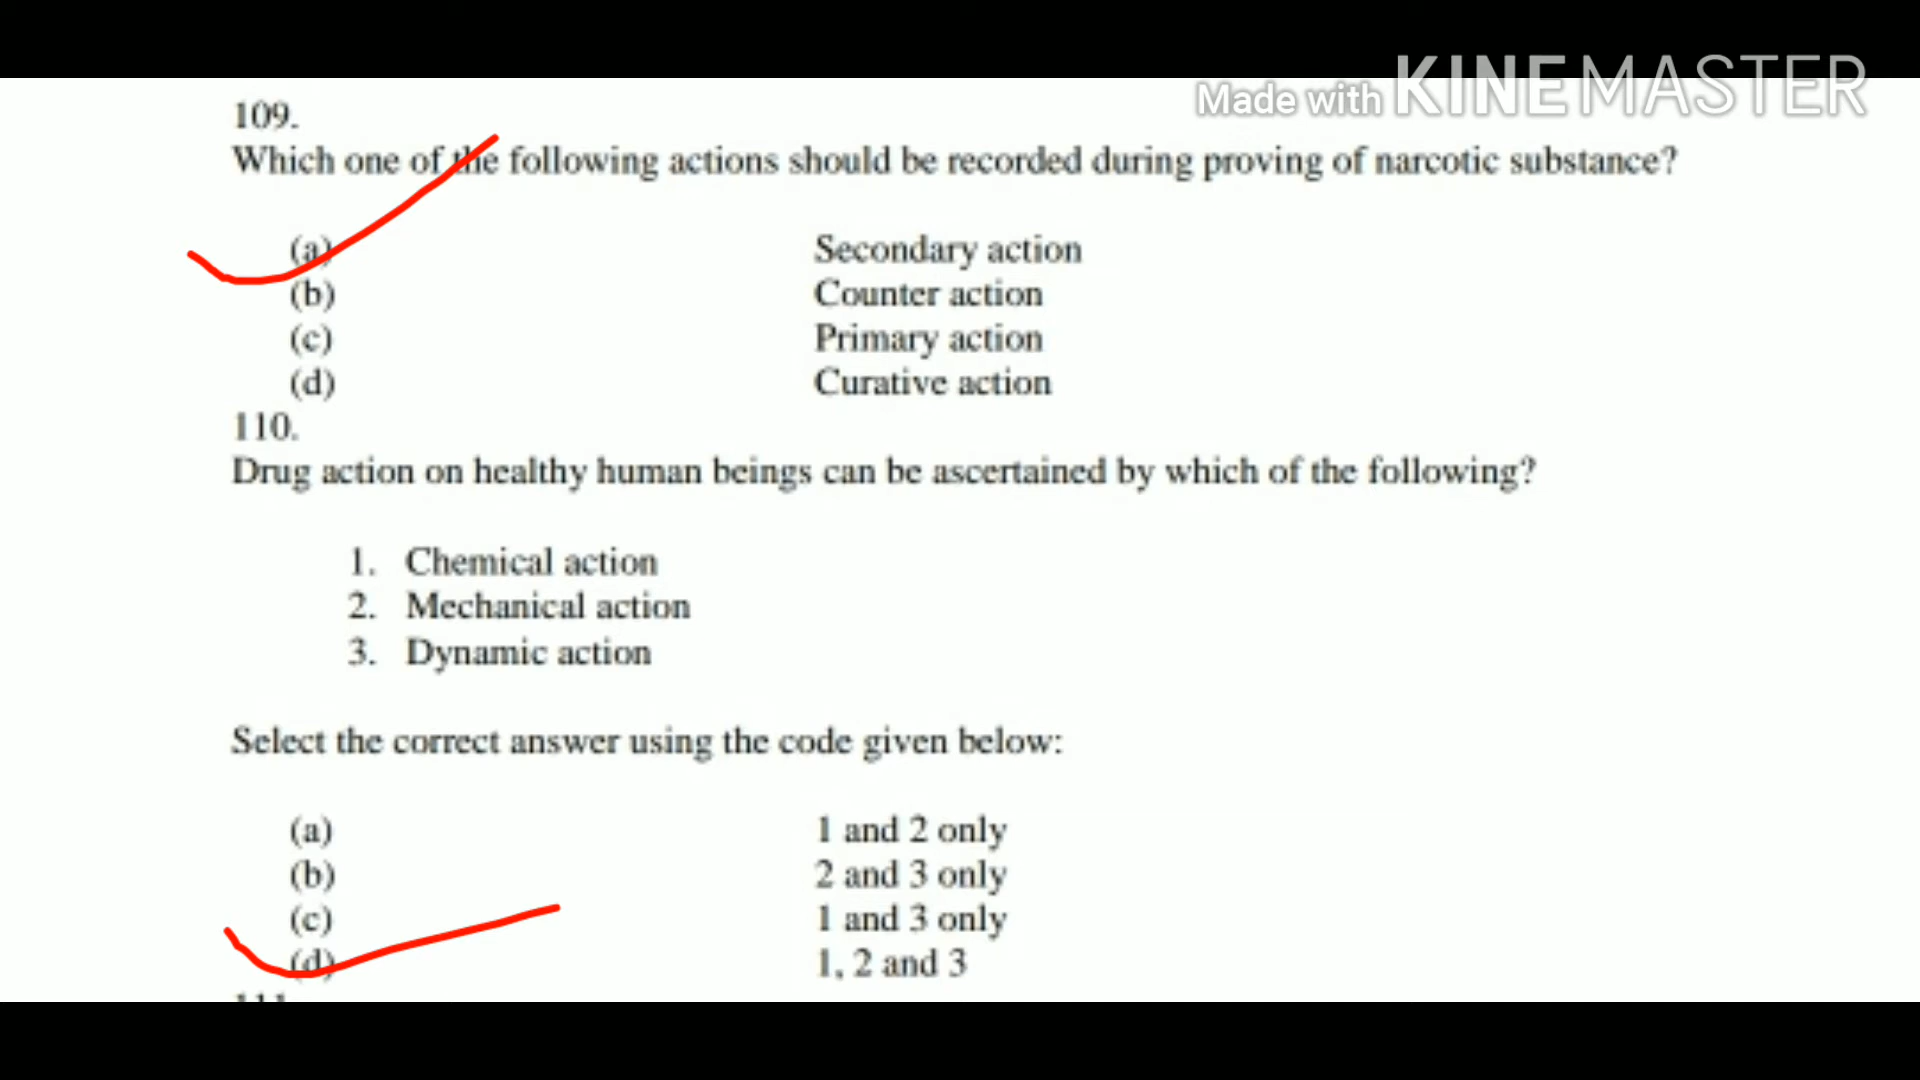 Made with KINEMASTER
109.
Which one of the following actions should be recorded during proving of narcotic substance?
(a) Secondary action
(b) Counter action
(c) Primary action
(d) Curative action
110.
Drug action on healthy human beings can be ascertained by which of the following?
1. Chemical action
2. Mechanical action
3. Dynamic action
Select the correct answer using the code given below:
(a) 1 and 2 only
(b) 2 and 3 only
(c) 1 and 3 only
(d) 1, 2 and 3